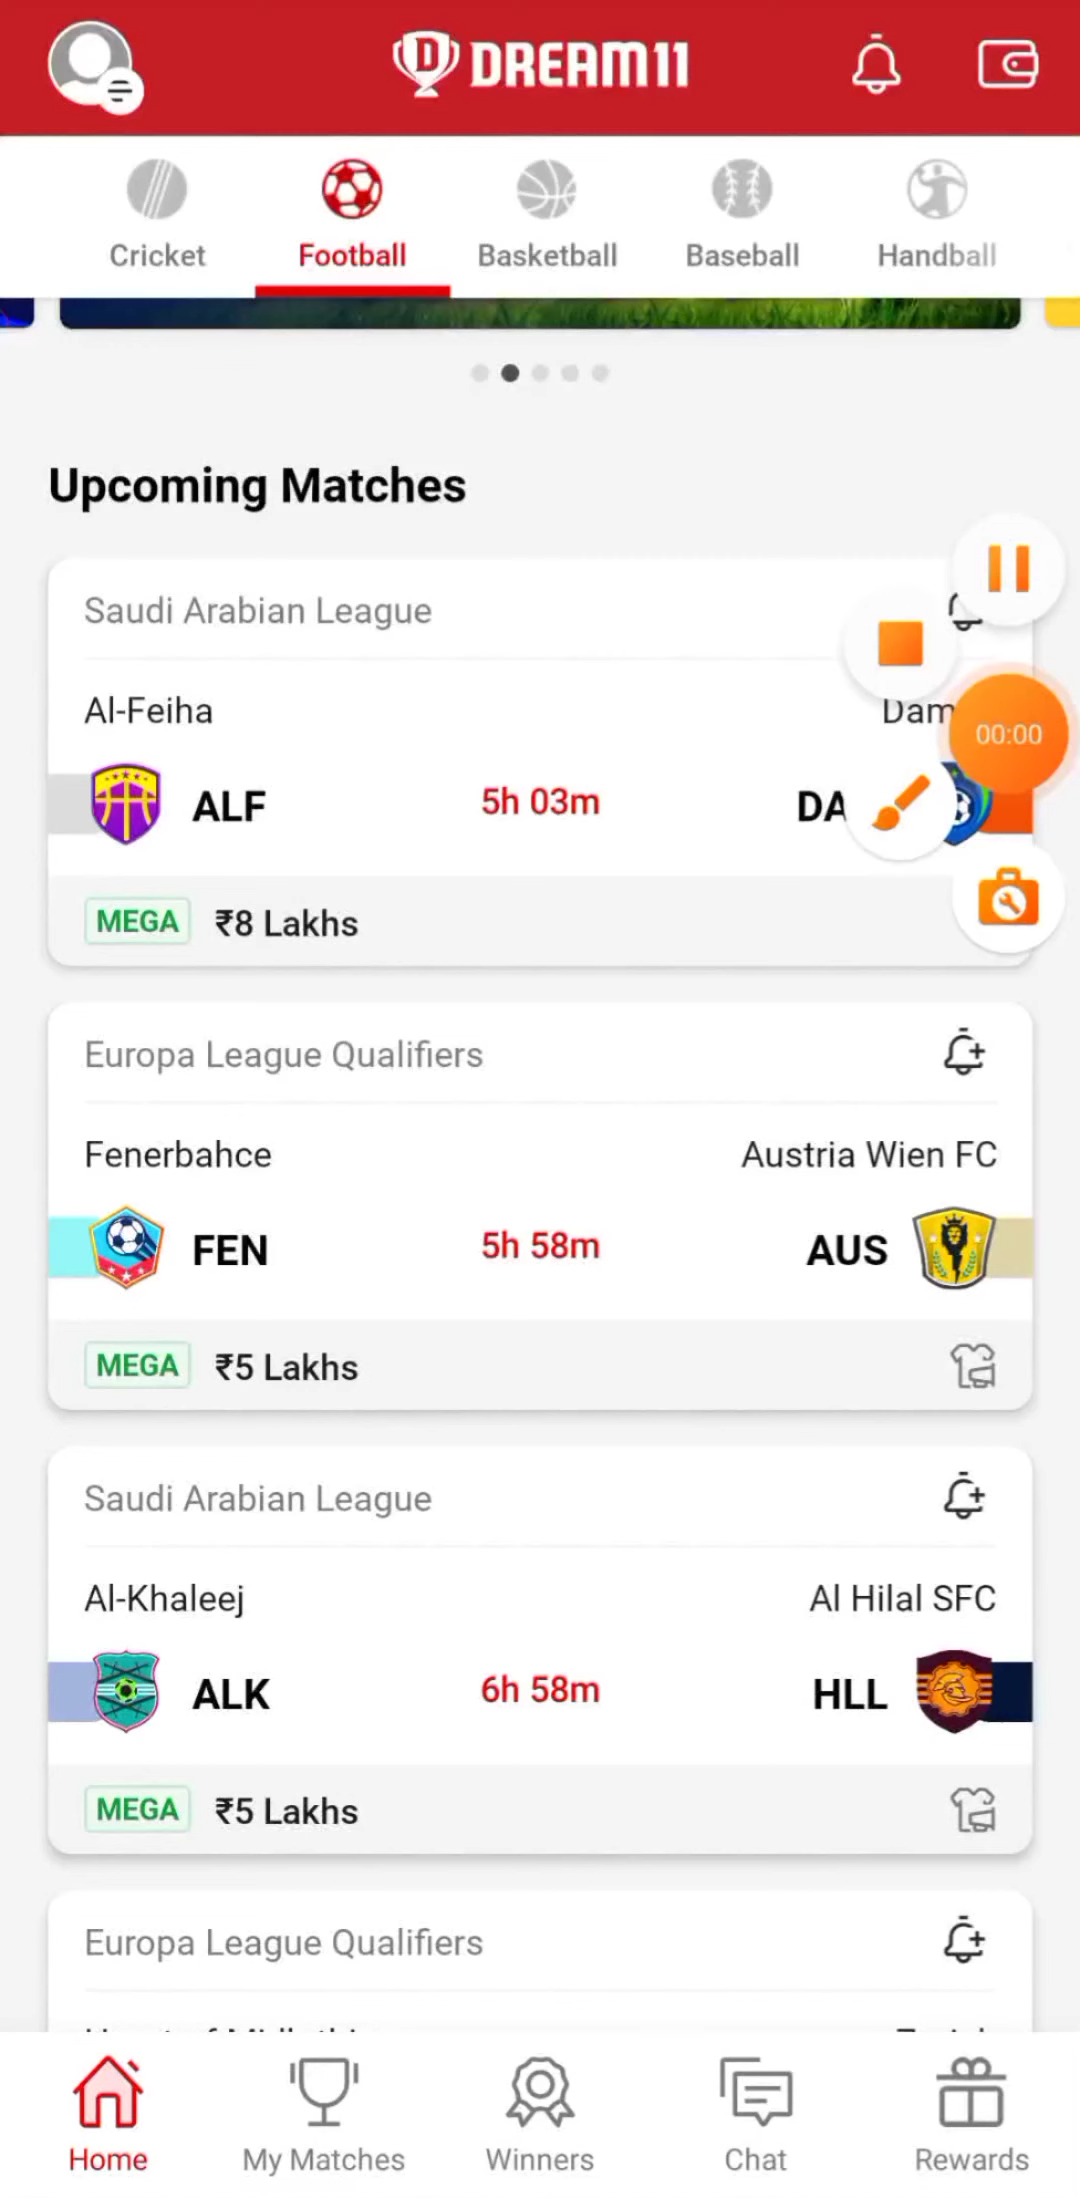 DREAM11
Cricket Football Basketball Baseball Handball
Upcoming Matches
Saudi Arabian League
Al-Feiha
00:00
ALF 5h 03m
MEGA ₹8 Lakhs
Europa League Qualifiers
Fenerbahce Austria Wien FC
FEN 5h 58m AUS
MEGA ₹5 Lakhs
Saudi Arabian League
Al-Khaleej Al Hilal SFC
ALK 6h 58m HLL
MEGA ₹5 Lakhs
Europa League Qualifiers
Home My Matches Winners Chat Rewards